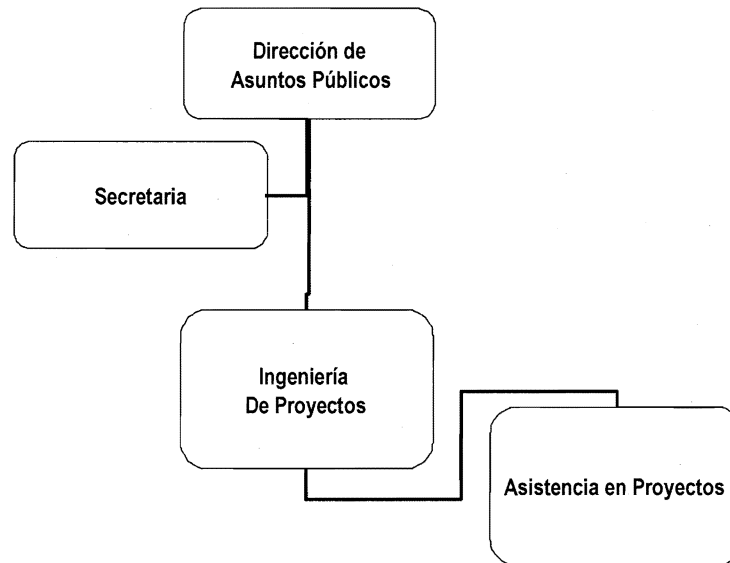 Dirección de
Asuntos Públicos
Secretaria
Ingeniería
De Proyectos
Asistencia en Proyectos